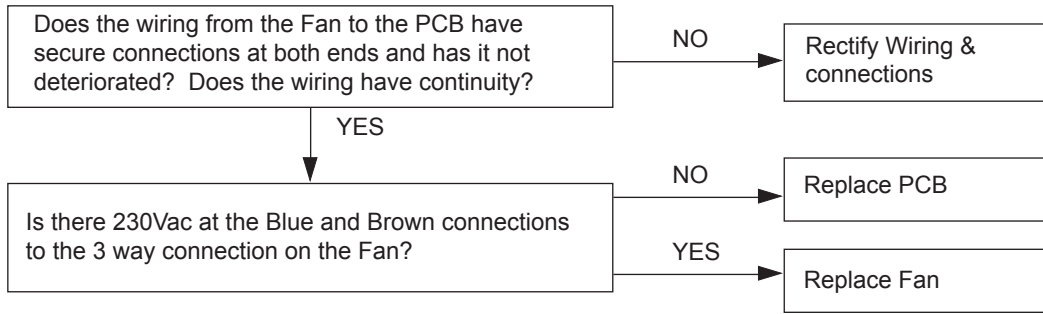 Does the wiring from the Fan to the PCB have
secure connections at both ends and has it not
deteriorated? Does the wiring have continuity?
NO
Rectify Wiring &
connections
YES
Is there 230Vac at the Blue and Brown connections
to the 3 way connection on the Fan?
NO
Replace PCB
YES
Replace Fan